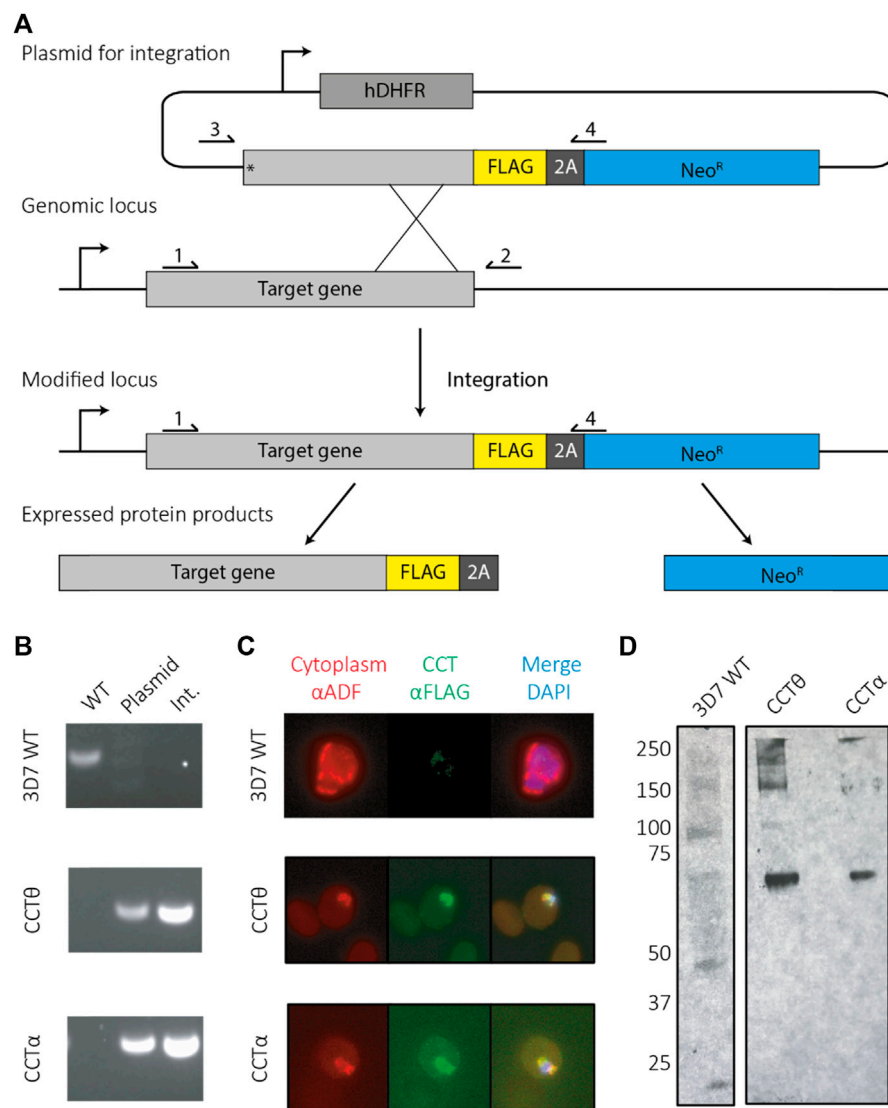 A
Plasmid for integration
hDHFR
3
4
*
FLAG
2A
Neo^R
Genomic locus
1
2
Target gene
Integration
Modified locus
1
4
Target gene
FLAG
2A
Neo^R
Expressed protein products
Target gene
FLAG
2A
Neo^R
B
WT
Plasmid
Int.
3D7 WT
CCTθ
CCTα
C
Cytoplasm
αADF
CCT
αFLAG
Merge
DAPI
3D7 WT
CCTθ
CCTα
D
3D7 WT
CCTθ
CCTα
250
150
100
75
50
37
25